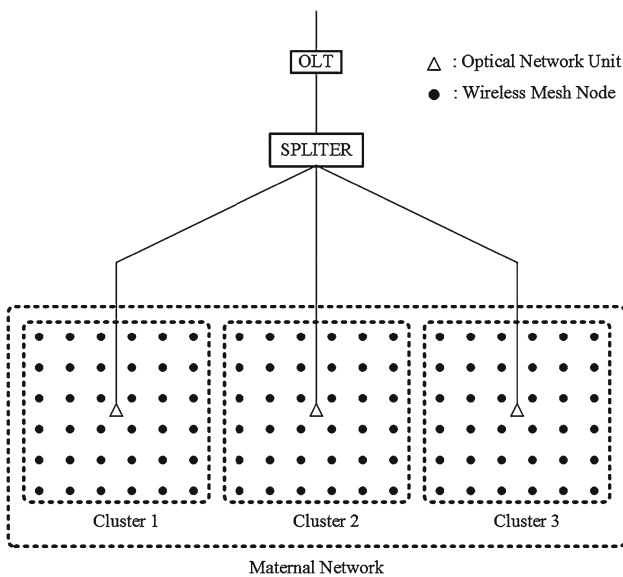 OLT
: Optical Network Unit
: Wireless Mesh Node
SPLITER
Cluster 1
Cluster 2
Cluster 3
Maternal Network